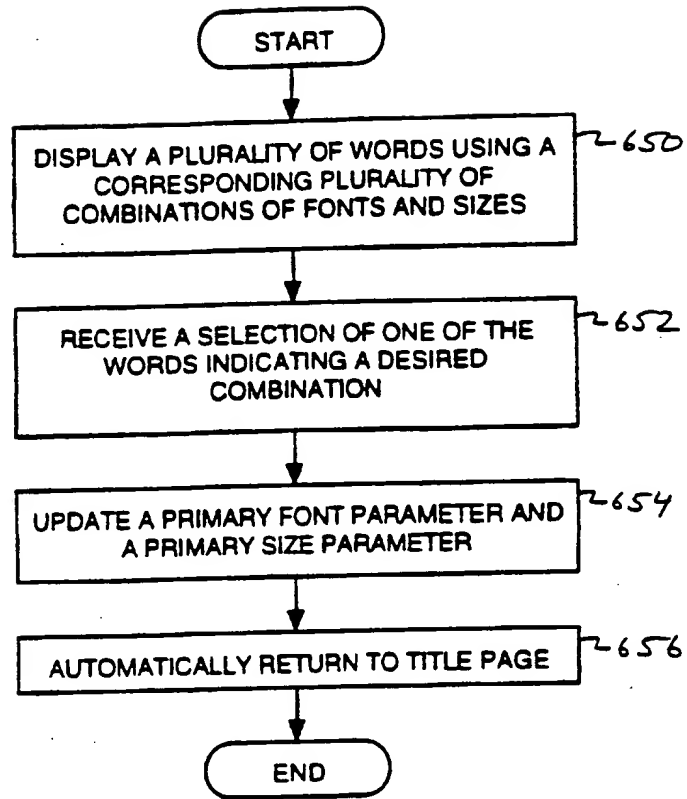 START
DISPLAY A PLURALITY OF WORDS USING A
CORRESPONDING PLURALITY OF
COMBINATIONS OF FONTS AND SIZES
650
RECEIVE A SELECTION OF ONE OF THE
WORDS INDICATING A DESIRED
COMBINATION
652
UPDATE A PRIMARY FONT PARAMETER AND
A PRIMARY SIZE PARAMETER
654
AUTOMATICALLY RETURN TO TITLE PAGE
656
END